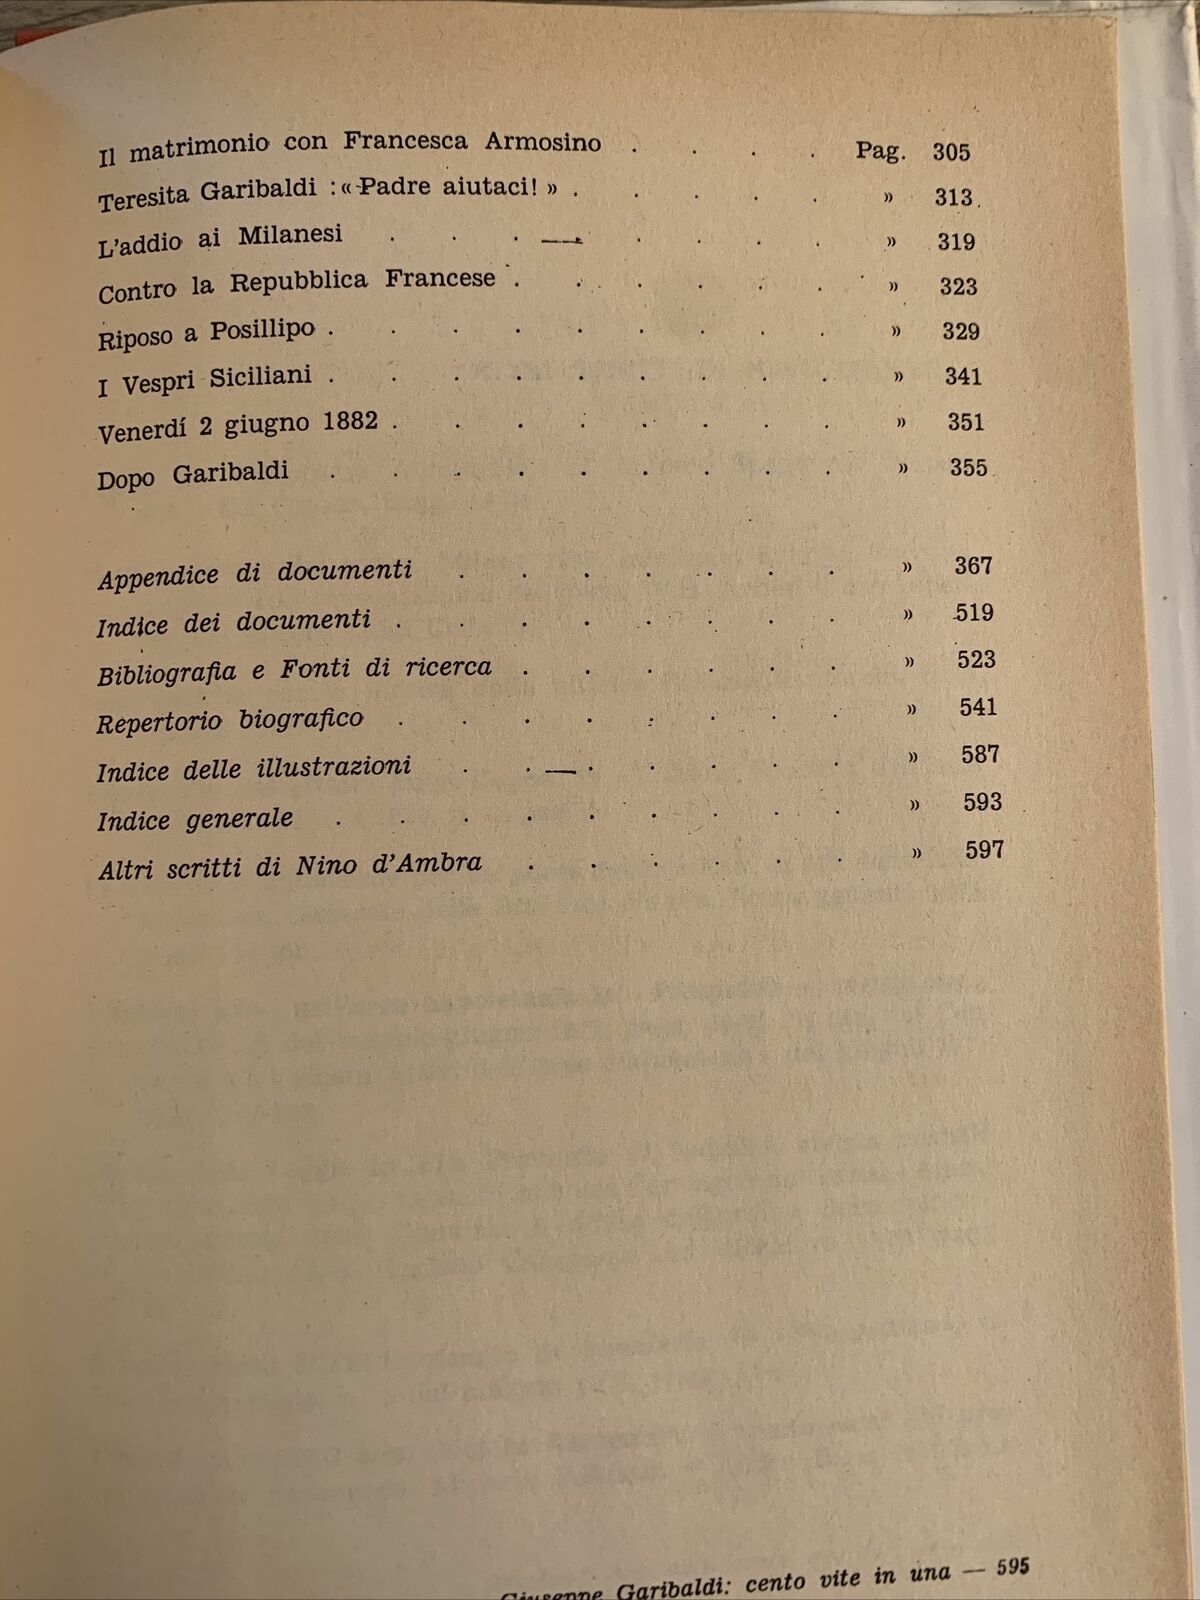 Il matrimonio con Francesca Armosino . . . . Pag. 305
Teresita Garibaldi : « Padre aiutaci! » . . . . . » 313
L'addio ai Milanesi . . . . . . . . » 319
Contro la Repubblica Francese . . . . . . » 323
Riposo a Posillipo . . . . . . . . . » 329
I Vespri Siciliani . . . . . . . . . » 341
Venerdí 2 giugno 1882 . . . . . . . . » 351
Dopo Garibaldi . . . . . . . . . » 355
Appendice di documenti . . . . . . . » 367
Indice dei documenti . . . . . . . . » 519
Bibliografia e Fonti di ricerca . . . . . . » 523
Repertorio biografico . . . . . . . . » 541
Indice delle illustrazioni . . . . . . . » 587
Indice generale . . . . . . . . . » 593
Altri scritti di Nino d'Ambra . . . . . . » 597
Giuseppe Garibaldi: cento vite in una — 595